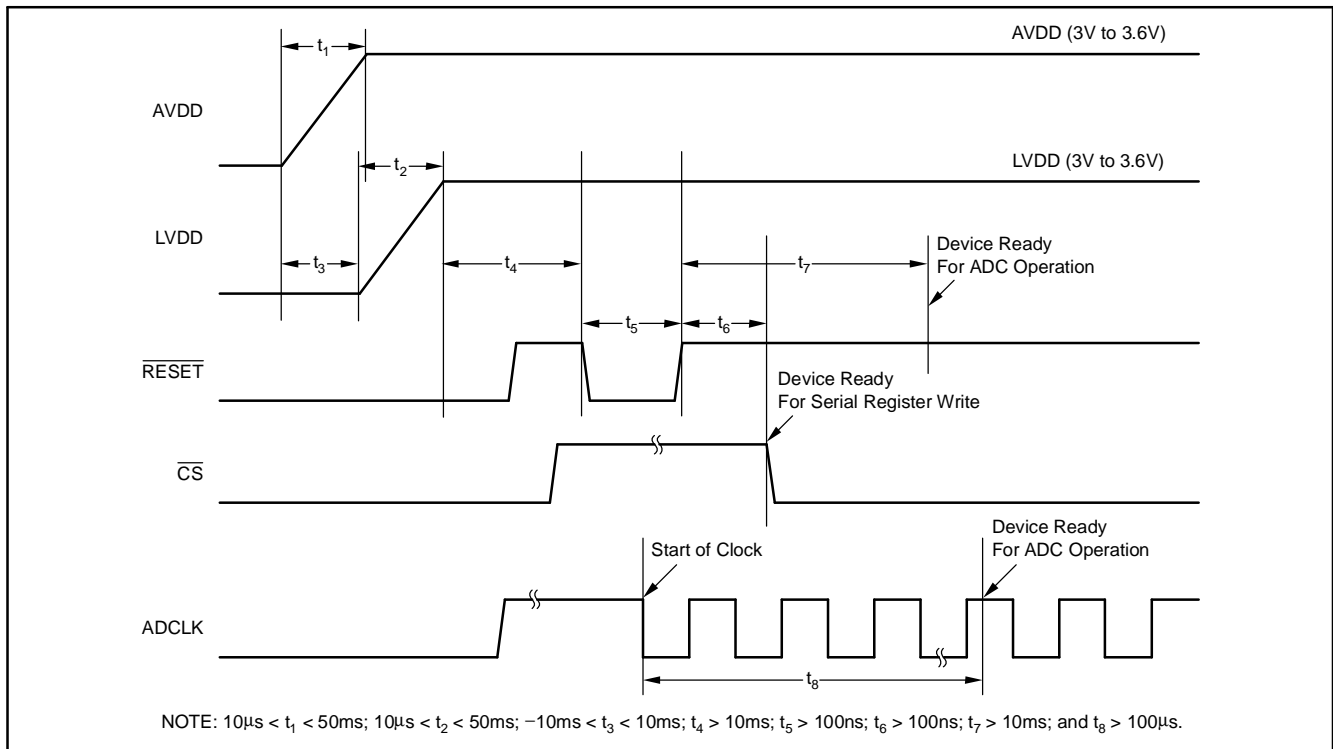 AVDD (3V to 3.6V)
t1
AVDD
t2
LVDD (3V to 3.6V)
LVDD
t3
t4
t7
Device Ready
For ADC Operation
t5
t6
RESET
Device Ready
For Serial Register Write
CS
Start of Clock
Device Ready
For ADC Operation
ADCLK
t8
NOTE: 10µs < t1 < 50ms; 10µs < t2 < 50ms; −10ms < t3 < 10ms; t4 > 10ms; t5 > 100ns; t6 > 100ns; t7 > 10ms; and t8 > 100µs.